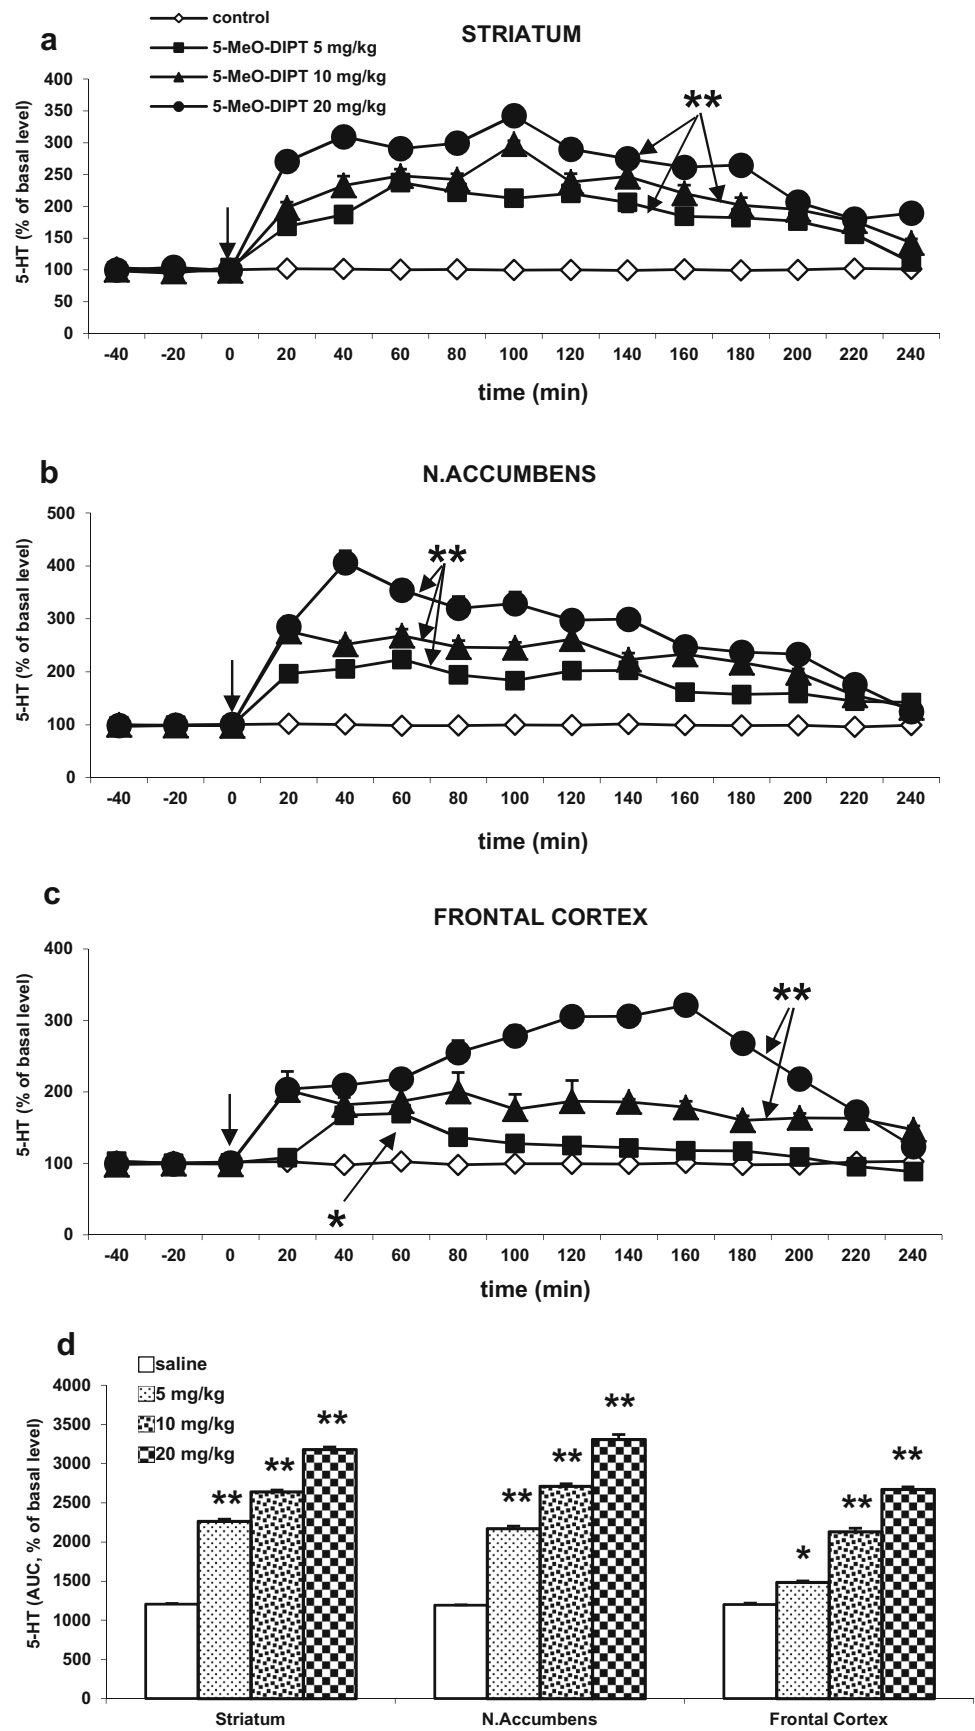 a
control
5-MeO-DIPT 5 mg/kg
5-MeO-DIPT 10 mg/kg
5-MeO-DIPT 20 mg/kg
STRIATUM
5-HT (% of basal level)
400
350
300
250
200
150
100
50
0
**
-40 -20 0 20 40 60 80 100 120 140 160 180 200 220 240
time (min)
b
N.ACCUMBENS
5-HT (% of basal level)
500
400
300
200
100
0
**
-40 -20 0 20 40 60 80 100 120 140 160 180 200 220 240
time (min)
c
FRONTAL CORTEX
5-HT (% of basal level)
400
300
200
100
0
**
*
-40 -20 0 20 40 60 80 100 120 140 160 180 200 220 240
time (min)
d
saline
5 mg/kg
10 mg/kg
20 mg/kg
5-HT (AUC, % of basal level)
4000
3500
3000
2500
2000
1500
1000
500
0
** ** **
** ** **
* ** **
Striatum N.Accumbens Frontal Cortex